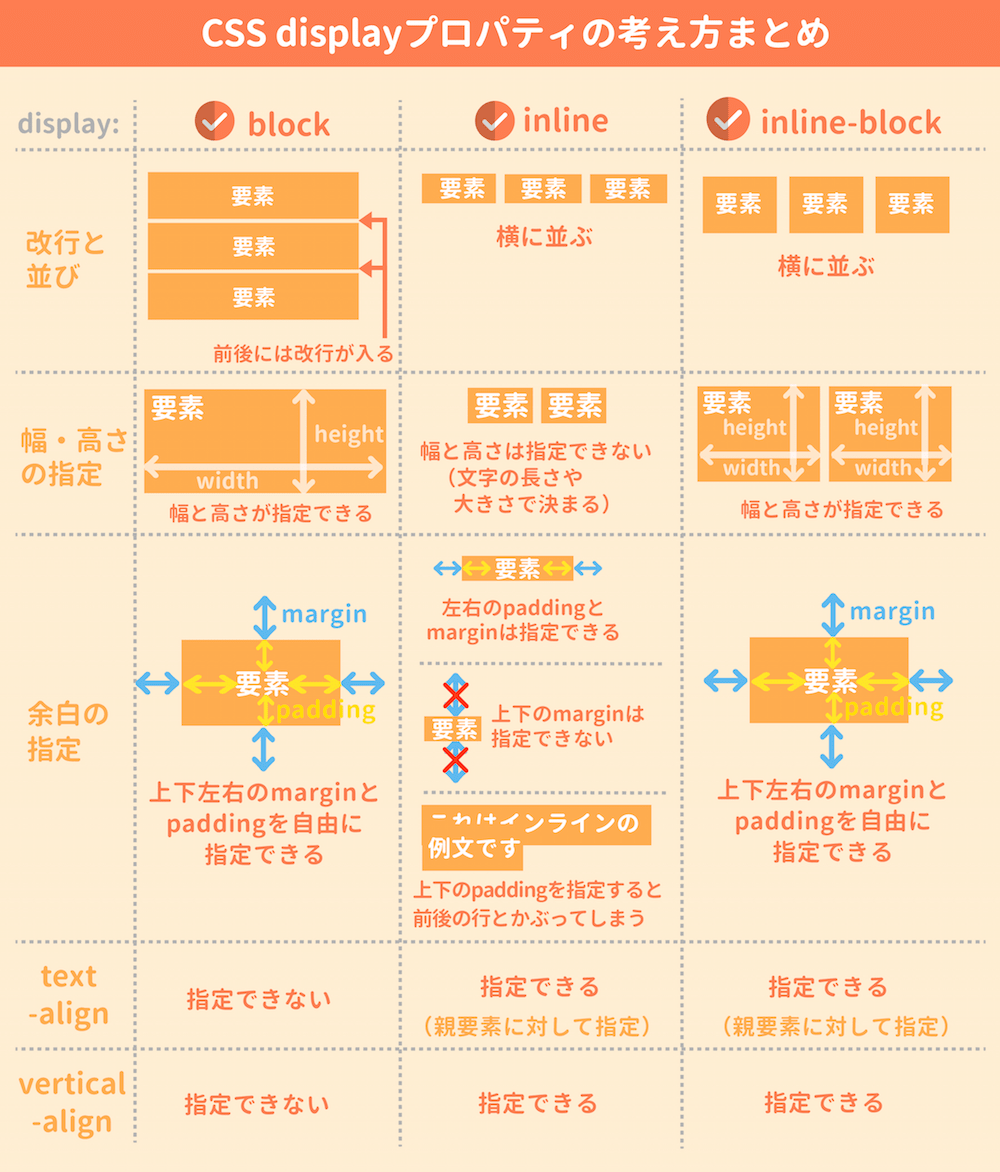 CSS displayプロパティの考え方まとめ
display:
block
inline
inline-block
改行と
並び
要素
要素
要素
前後には改行が入る
要素 要素 要素
横に並ぶ
要素 要素 要素
横に並ぶ
幅・高さ
の指定
要素
height
width
幅と高さが指定できる
要素 要素
幅と高さは指定できない
（文字の長さや
大きさで決まる）
要素 要素
height height
width width
幅と高さが指定できる
余白の
指定
margin
要素
padding
上下左右のmarginと
paddingを自由に
指定できる
要素
左右のpaddingと
marginは指定できる
要素
上下のmarginは
指定できない
これはインラインの
例文です
上下のpaddingを指定すると
前後の行とかぶってしまう
margin
要素
padding
上下左右のmarginと
paddingを自由に
指定できる
text
-align
指定できない
指定できる
（親要素に対して指定）
指定できる
（親要素に対して指定）
vertical
-align
指定できない
指定できる
指定できる